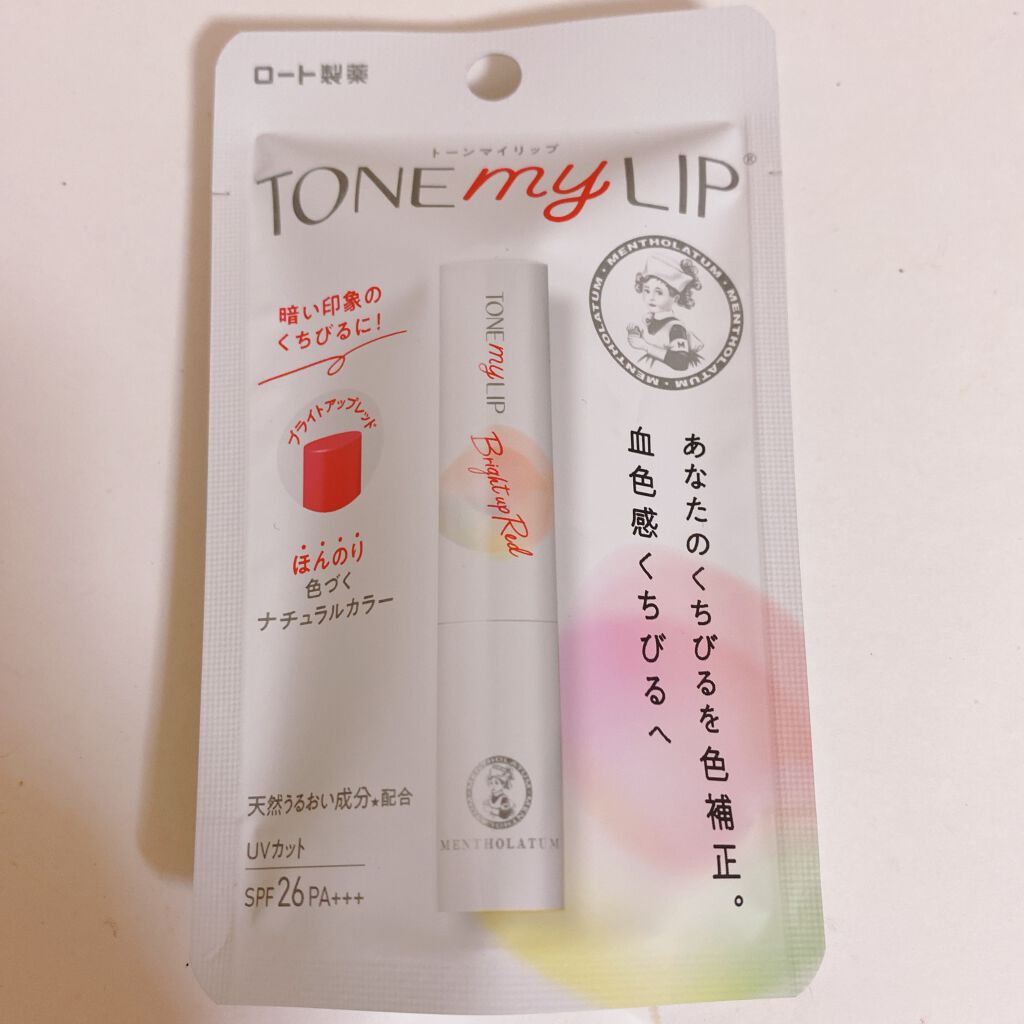 ロート製薬
トーンマイリップ
TONE my LIP®
MENTHOLATUM・MENTHOLATUM・MENTHOLATUM・
M
暗い印象の
くちびるに!
ブライトアップレッド
ほんのり
色づく
ナチュラルカラー
TONE my LIP
Bright up Red
あなたのくちびるを色補正。
血色感くちびるへ
天然うるおい成分★配合
UVカット
SPF 26 PA+++
MENTHOLATUM